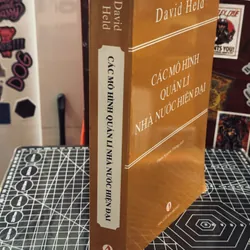 David Held
CÁC MÔ HÌNH QUẢN LÍ NHÀ NƯỚC HIỆN ĐẠI
David Held
CÁC MÔ HÌNH
QUẢN LÍ
NHÀ NƯỚC HIỆN ĐẠI